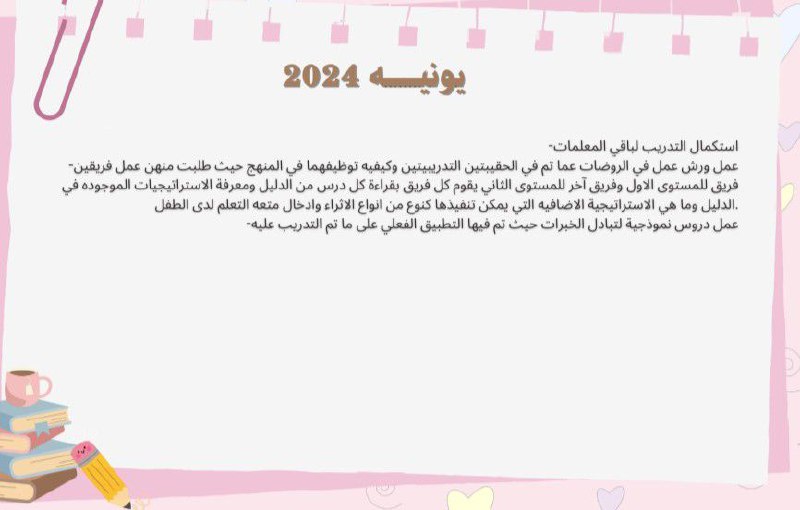 يونيـــه 2024
استكمال التدريب لباقي المعلمات-
عمل ورش عمل في الروضات عما تم في الحقيبتين التدريبيتين وكيفيه توظيفهما في المنهج حيث طلبت منهن عمل فريقين-
فريق للمستوى الاول وفريق آخر للمستوى الثاني يقوم كل فريق بقراءة كل درس من الدليل ومعرفة الاستراتيجيات الموجوده في
.الدليل وما هي الاستراتيجية الاضافيه التي يمكن تنفيذها كنوع من انواع الاثراء وادخال متعه التعلم لدى الطفل
عمل دروس نموذجية لتبادل الخبرات حيث تم فيها التطبيق الفعلي على ما تم التدريب عليه-